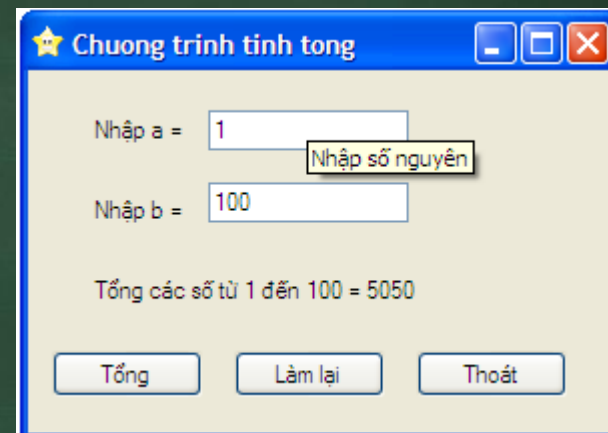 Chuong trinh tinh tong
Nhập a = 1
Nhập số nguyên
Nhập b = 100
Tổng các số từ 1 đến 100 = 5050
Tổng Làm lại Thoát